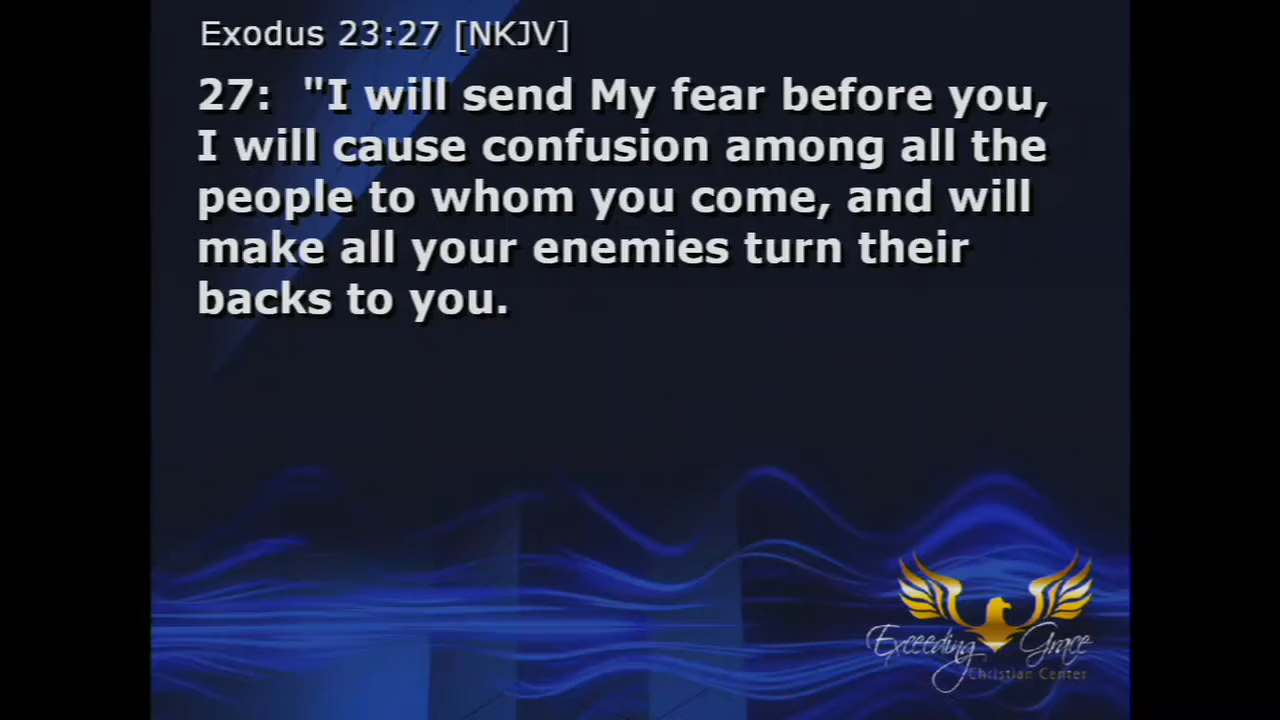 Exodus 23:27 [NKJV]
27: "I will send My fear before you,
I will cause confusion among all the
people to whom you come, and will
make all your enemies turn their
backs to you.
Exceeding Grace
Christian Center